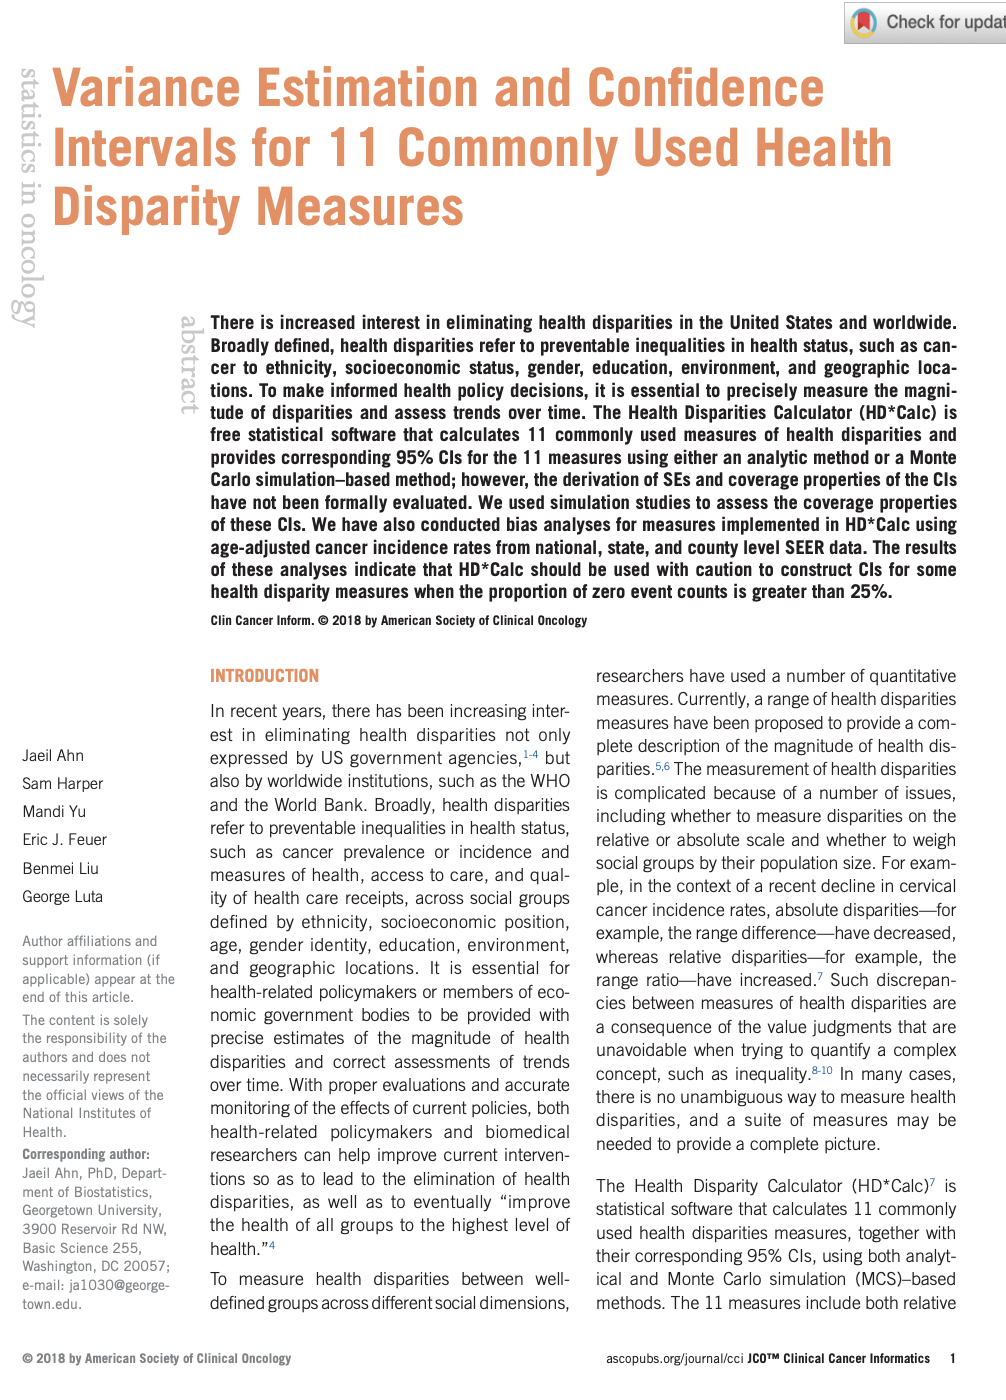 Check for updat
statistics in oncology
Variance Estimation and Confidence
Intervals for 11 Commonly Used Health
Disparity Measures
abstract
There is increased interest in eliminating health disparities in the United States and worldwide.
Broadly defined, health disparities refer to preventable inequalities in health status, such as can-
cer to ethnicity, socioeconomic status, gender, education, environment, and geographic loca-
tions. To make informed health policy decisions, it is essential to precisely measure the magni-
tude of disparities and assess trends over time. The Health Disparities Calculator (HD*Calc) is
free statistical software that calculates 11 commonly used measures of health disparities and
provides corresponding 95% CIs for the 11 measures using either an analytic method or a Monte
Carlo simulation–based method; however, the derivation of SEs and coverage properties of the CIs
have not been formally evaluated. We used simulation studies to assess the coverage properties
of these CIs. We have also conducted bias analyses for measures implemented in HD*Calc using
age-adjusted cancer incidence rates from national, state, and county level SEER data. The results
of these analyses indicate that HD*Calc should be used with caution to construct CIs for some
health disparity measures when the proportion of zero event counts is greater than 25%.
Clin Cancer Inform. © 2018 by American Society of Clinical Oncology
Jaeil Ahn
Sam Harper
Mandi Yu
Eric J. Feuer
Benmei Liu
George Luta
Author affiliations and
support information (if
applicable) appear at the
end of this article.
The content is solely
the responsibility of the
authors and does not
necessarily represent
the official views of the
National Institutes of
Health.
Corresponding author:
Jaeil Ahn, PhD, Depart-
ment of Biostatistics,
Georgetown University,
3900 Reservoir Rd NW,
Basic Science 255,
Washington, DC 20057;
e-mail: ja1030@george-
town.edu.
INTRODUCTION
In recent years, there has been increasing inter-
est in eliminating health disparities not only
expressed by US government agencies,1-4 but
also by worldwide institutions, such as the WHO
and the World Bank. Broadly, health disparities
refer to preventable inequalities in health status,
such as cancer prevalence or incidence and
measures of health, access to care, and qual-
ity of health care receipts, across social groups
defined by ethnicity, socioeconomic position,
age, gender identity, education, environment,
and geographic locations. It is essential for
health-related policymakers or members of eco-
nomic government bodies to be provided with
precise estimates of the magnitude of health
disparities and correct assessments of trends
over time. With proper evaluations and accurate
monitoring of the effects of current policies, both
health-related policymakers and biomedical
researchers can help improve current interven-
tions so as to lead to the elimination of health
disparities, as well as to eventually “improve
the health of all groups to the highest level of
health.”4
To measure health disparities between well-
defined groups across different social dimensions,
researchers have used a number of quantitative
measures. Currently, a range of health disparities
measures have been proposed to provide a com-
plete description of the magnitude of health dis-
parities.5,6 The measurement of health disparities
is complicated because of a number of issues,
including whether to measure disparities on the
relative or absolute scale and whether to weigh
social groups by their population size. For exam-
ple, in the context of a recent decline in cervical
cancer incidence rates, absolute disparities—for
example, the range difference—have decreased,
whereas relative disparities—for example, the
range ratio—have increased.7 Such discrepan-
cies between measures of health disparities are
a consequence of the value judgments that are
unavoidable when trying to quantify a complex
concept, such as inequality.8-10 In many cases,
there is no unambiguous way to measure health
disparities, and a suite of measures may be
needed to provide a complete picture.
The Health Disparity Calculator (HD*Calc)7 is
statistical software that calculates 11 commonly
used health disparities measures, together with
their corresponding 95% CIs, using both analyt-
ical and Monte Carlo simulation (MCS)–based
methods. The 11 measures include both relative
© 2018 by American Society of Clinical Oncology
ascopubs.org/journal/cci JCO™ Clinical Cancer Informatics 1